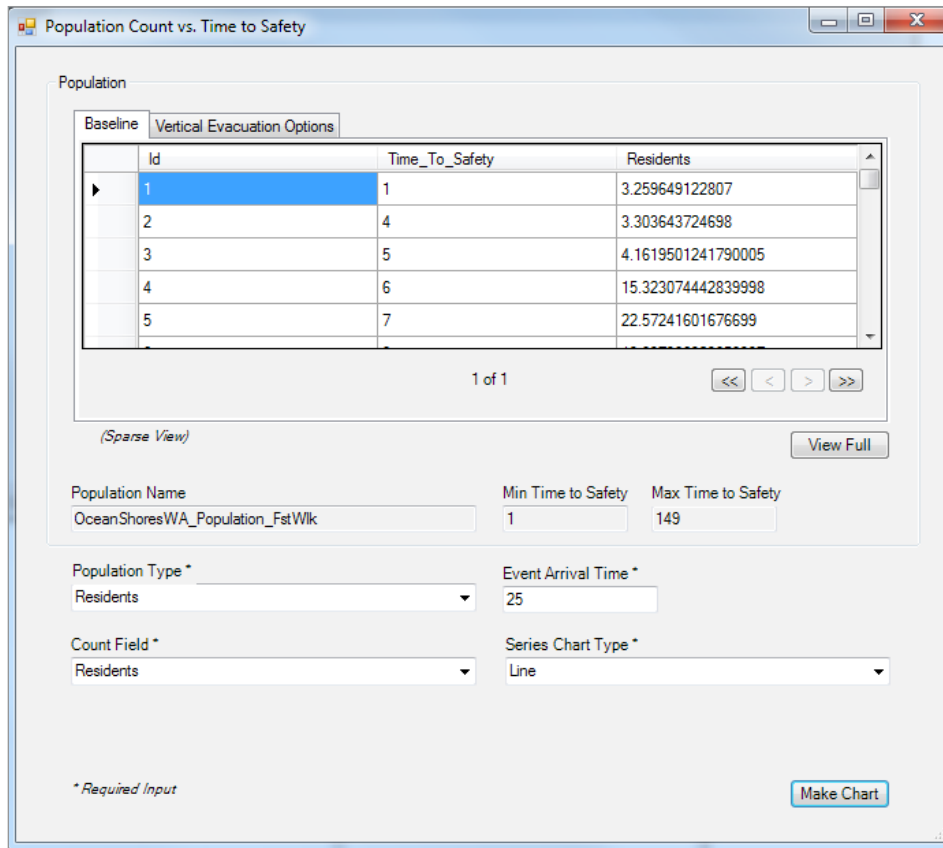 Population Count vs. Time to Safety
Population
Baseline Vertical Evacuation Options
Id Time_To_Safety Residents
1 1 3.259649122807
2 4 3.303643724698
3 5 4.1619501241790005
4 6 15.323074442839998
5 7 22.57241601676699
1 of 1 << < > >>
(Sparse View) View Full
Population Name Min Time to Safety Max Time to Safety
OceanShoresWA_Population_FstWlk 1 149
Population Type * Event Arrival Time *
Residents 25
Count Field * Series Chart Type *
Residents Line
* Required Input Make Chart